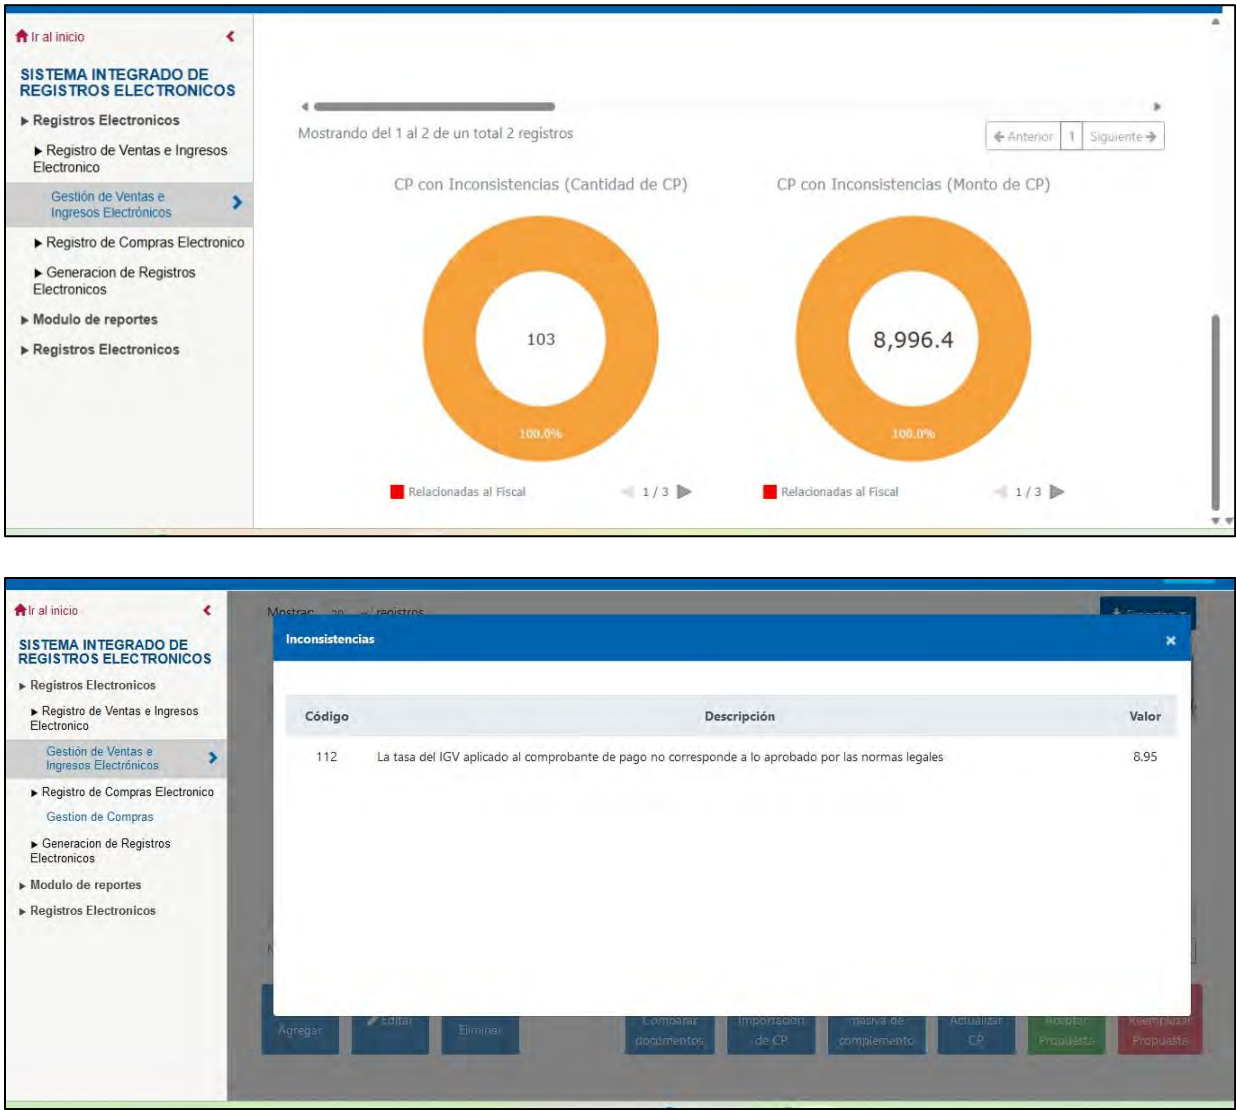 Ir al inicio
SISTEMA INTEGRADO DE
REGISTROS ELECTRONICOS
Registros Electronicos
Registro de Ventas e Ingresos
Electronico
Gestión de Ventas e
Ingresos Electrónicos
Registro de Compras Electronico
Generacion de Registros
Electronicos
Modulo de reportes
Registros Electronicos
Mostrando del 1 al 2 de un total 2 registros
Anterior 1 Siguiente
CP con Inconsistencias (Cantidad de CP)
103
100.0%
Relacionadas al Fiscal 1 / 3
CP con Inconsistencias (Monto de CP)
8,996.4
100.0%
Relacionadas al Fiscal 1 / 3
Ir al inicio
SISTEMA INTEGRADO DE
REGISTROS ELECTRONICOS
Registros Electronicos
Registro de Ventas e Ingresos
Electronico
Gestión de Ventas e
Ingresos Electrónicos
Registro de Compras Electronico
Gestion de Compras
Generacion de Registros
Electronicos
Modulo de reportes
Registros Electronicos
Mostrar registros
Inconsistencias
Código Descripción Valor
112 La tasa del IGV aplicado al comprobante de pago no corresponde a lo aprobado por las normas legales 8.95
Agregar
Editar
Eliminar
Comparar
documentos
Importación
de CP
masiva de
complemento
Actualizar
CP
Aceptar
Propuesta
Reemplazar
Propuesta